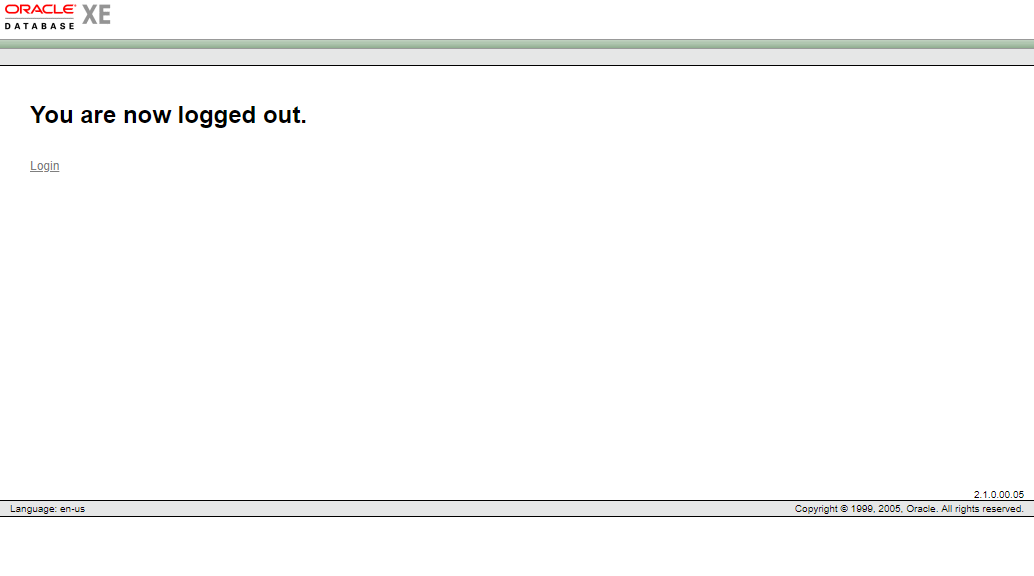 ORACLE XE
DATABASE
You are now logged out.
Login
2.1.0.00.05
Language: en-us Copyright © 1999, 2005, Oracle. All rights reserved.